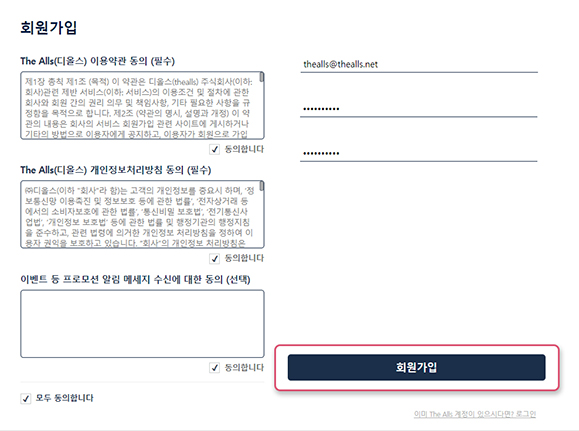 회원가입
The Alls(디올스) 이용약관 동의 (필수)
제1장 총칙 제1조 (목적) 이 약관은 디올스(thealls) 주식회사(이하:
회사)관련 제반 서비스(이하: 서비스)의 이용조건 및 절차에 관한
회사와 회원 간의 권리 의무 및 책임사항, 기타 필요한 사항을 규
정함을 목적으로 합니다. 제2조 (약관의 명시, 설명과 개정) 이 약
관의 내용은 회사의 서비스 회원가입 관련 사이트에 게시하거나
기타의 방법으로 이용자에게 공지하고, 이용자가 회원으로 가입
동의합니다
The Alls(디올스) 개인정보처리방침 동의 (필수)
㈜디올스(이하 "회사"라 함)는 고객의 개인정보를 중요시 하며, '정
보통신망 이용촉진 및 정보보호 등에 관한 법률', '전자상거래 등
에서의 소비자보호에 관한 법률', '통신비밀 보호법', '전기통신사
업법', '개인정보 보호법' 등에 관한 법률 및 행정기관의 행정지침
을 준수하고, 관련 법령에 의거한 개인정보 처리방침을 정하여 이
용자 권익을 보호하고 있습니다. "회사"의 개인정보 처리방침은
동의합니다
이벤트 등 프로모션 알림 메세지 수신에 대한 동의 (선택)
동의합니다
모두 동의합니다
thealls@thealls.net
••••••••••
••••••••••
회원가입
이미 The Alls 계정이 있으시다면? 로그인